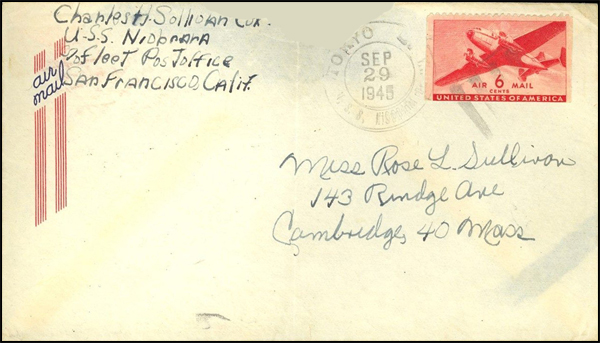 Charles H. Sullivan
U.S.S. Niobrara
% Fleet Post Office
San Francisco, Calif.
air
mail
TOKYO
SEP
29
1945
U.S.S.
AIR 6 MAIL
CENTS
UNITED STATES OF AMERICA
Miss Rose L. Sullivan
143 Rindge Ave
Cambridge, 40 Mass